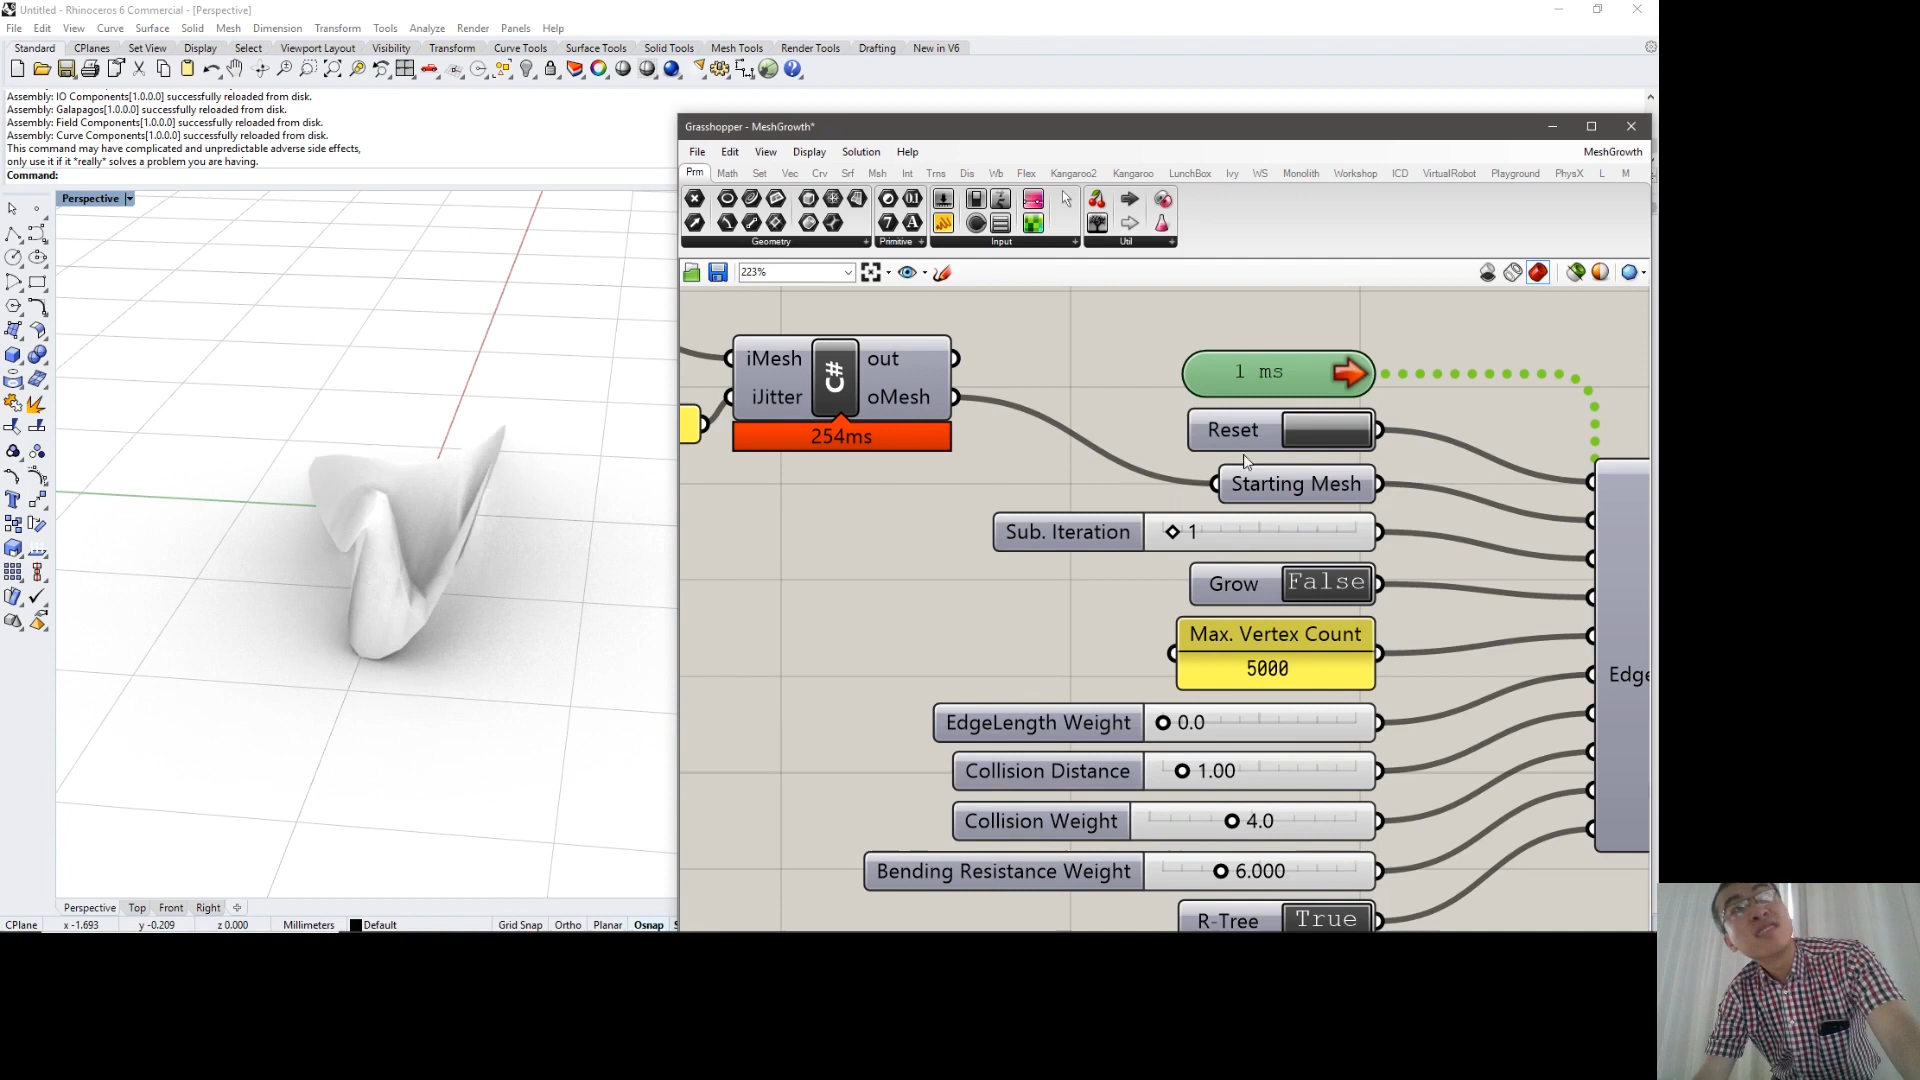 Untitled - Rhinoceros 6 Commercial - [Perspective]
File Edit View Curve Surface Solid Mesh Dimension Transform Tools Analyze Render Panels Help
Standard CPlanes Set View Display Select Viewport Layout Visibility Transform Curve Tools Surface Tools Solid Tools Mesh Tools Render Tools Drafting New in V6
Assembly: IO Components[1.0.0.0] successfully reloaded from disk.
Assembly: Galapagos[1.0.0.0] successfully reloaded from disk.
Assembly: Field Components[1.0.0.0] successfully reloaded from disk.
Assembly: Curve Components[1.0.0.0] successfully reloaded from disk.
This command may have complicated and unpredictable adverse side effects,
only use it if it *really* solves a problem you are having.
Command:
Perspective
Grasshopper - MeshGrowth*
File Edit View Display Solution Help MeshGrowth
Prm Math Set Vec Crv Srf Msh Int Trns Dis Wb Flex Kangaroo2 Kangaroo LunchBox Ivy WS Monolith Workshop ICD VirtualRobot Playground PhysX L M
Geometry Primitive Input Util
223%
iMesh C# out
iJitter oMesh
254ms
1 ms
Reset
Starting Mesh
Sub. Iteration 1
Grow False
Max. Vertex Count
5000
EdgeLength Weight 0.0
Edge
Collision Distance 1.00
Collision Weight 4.0
Bending Resistance Weight 6.000
R-Tree True
Perspective Top Front Right
CPlane x -1.693 y -0.209 z 0.000 Millimeters Default Grid Snap Ortho Planar Osnap